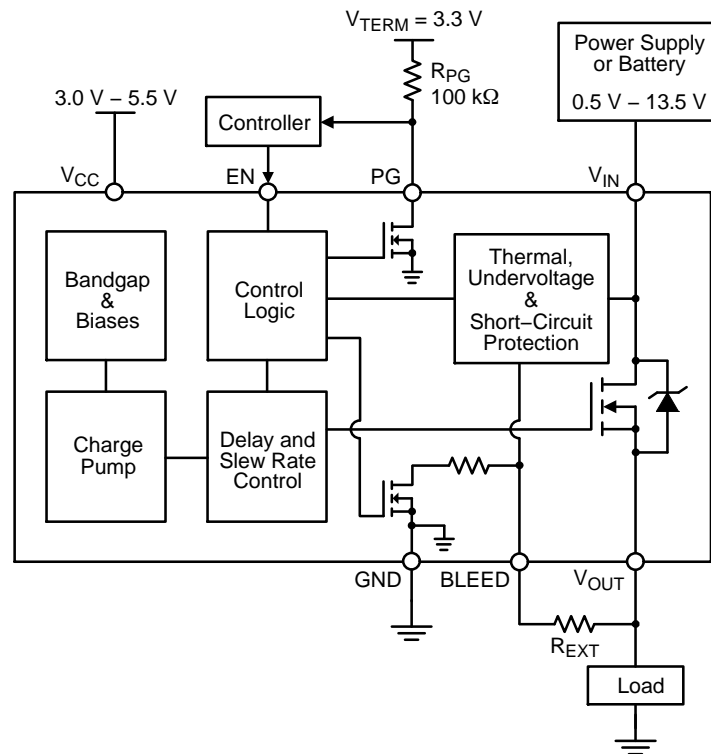 V_TERM = 3.3 V
R_PG
100 kΩ
Power Supply
or Battery
0.5 V − 13.5 V
3.0 V − 5.5 V
Controller
V_CC
EN
PG
V_IN
Bandgap
&
Biases
Control
Logic
Thermal,
Undervoltage
&
Short−Circuit
Protection
Charge
Pump
Delay and
Slew Rate
Control
GND
BLEED
V_OUT
R_EXT
Load